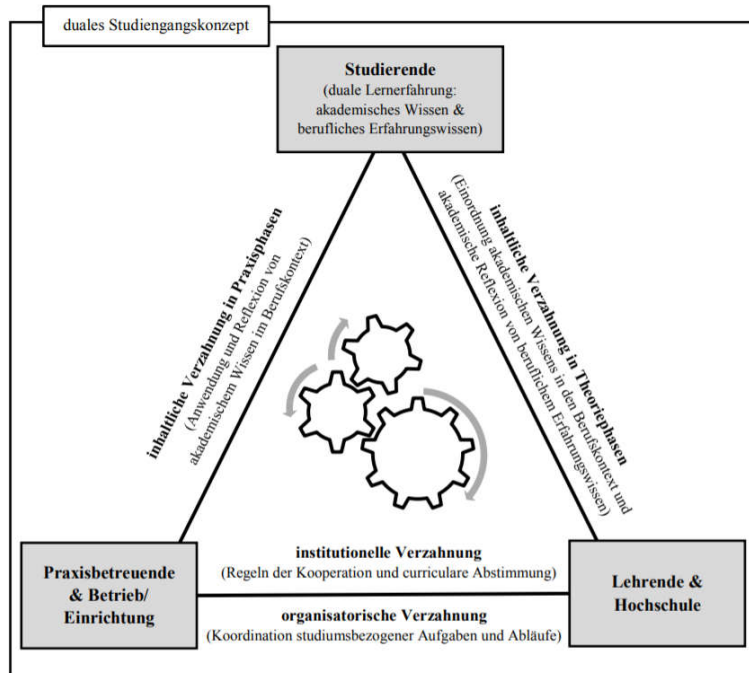 duales Studiengangskonzept
Studierende
(duale Lernerfahrung:
akademisches Wissen &
berufliches Erfahrungswissen)
inhaltliche Verzahnung in Praxisphasen
(Anwendung und Reflexion von
akademischem Wissen im Berufskontext)
inhaltliche Verzahnung in Theoriephasen
(Einordnung akademischen Wissens in den Berufskontext und
akademische Reflexion von beruflichem Erfahrungswissen)
Praxisbetreuende
& Betrieb/
Einrichtung
institutionelle Verzahnung
(Regeln der Kooperation und curriculare Abstimmung)
organisatorische Verzahnung
(Koordination studiumsbezogener Aufgaben und Abläufe)
Lehrende &
Hochschule